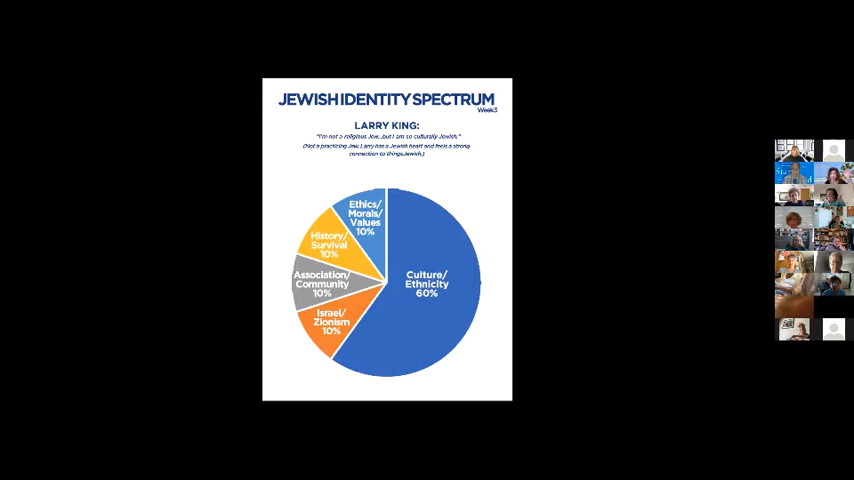 JEWISH IDENTITY SPECTRUM
Week3
LARRY KING:
"I'm not a religious Jew...but I am so culturally Jewish."
(Not a practicing Jew, Larry has a Jewish heart and feels a strong
connection to things Jewish.)
Ethics/
Morals/
Values
10%
History/
Survival
10%
Association/
Community
10%
Israel/
Zionism
10%
Culture/
Ethnicity
60%